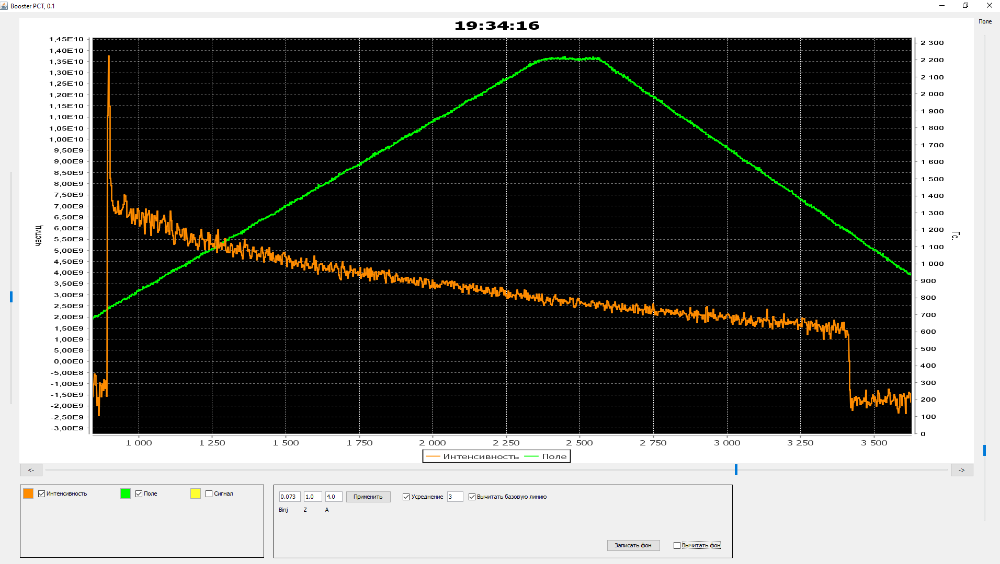 Booster PCT, 0.1
19:34:16
Поле
1,45E10
1,40E10
1,35E10
1,30E10
1,25E10
1,20E10
1,15E10
1,10E10
1,05E10
1,00E10
9,50E9
9,00E9
8,50E9
8,00E9
7,50E9
7,00E9
6,50E9
6,00E9
5,50E9
5,00E9
4,50E9
4,00E9
3,50E9
3,00E9
2,50E9
2,00E9
1,50E9
1,00E9
5,00E8
0,00E0
-5,00E8
-1,00E9
-1,50E9
-2,00E9
-2,50E9
-3,00E9
частиц
2 300
2 200
2 100
2 000
1 900
1 800
1 700
1 600
1 500
1 400
1 300
1 200
1 100
1 000
900
800
700
600
500
400
300
200
100
0
Гс.
1 000 1 250 1 500 1 750 2 000 2 250 2 500 2 750 3 000 3 250 3 500
Интенсивность Поле
<- ->
Интенсивность Поле Сигнал
0.073 1.0 4.0 Применить Усреднение 3 Вычитать базовую линию
Binj Z A
Записать фон Вычитать фон